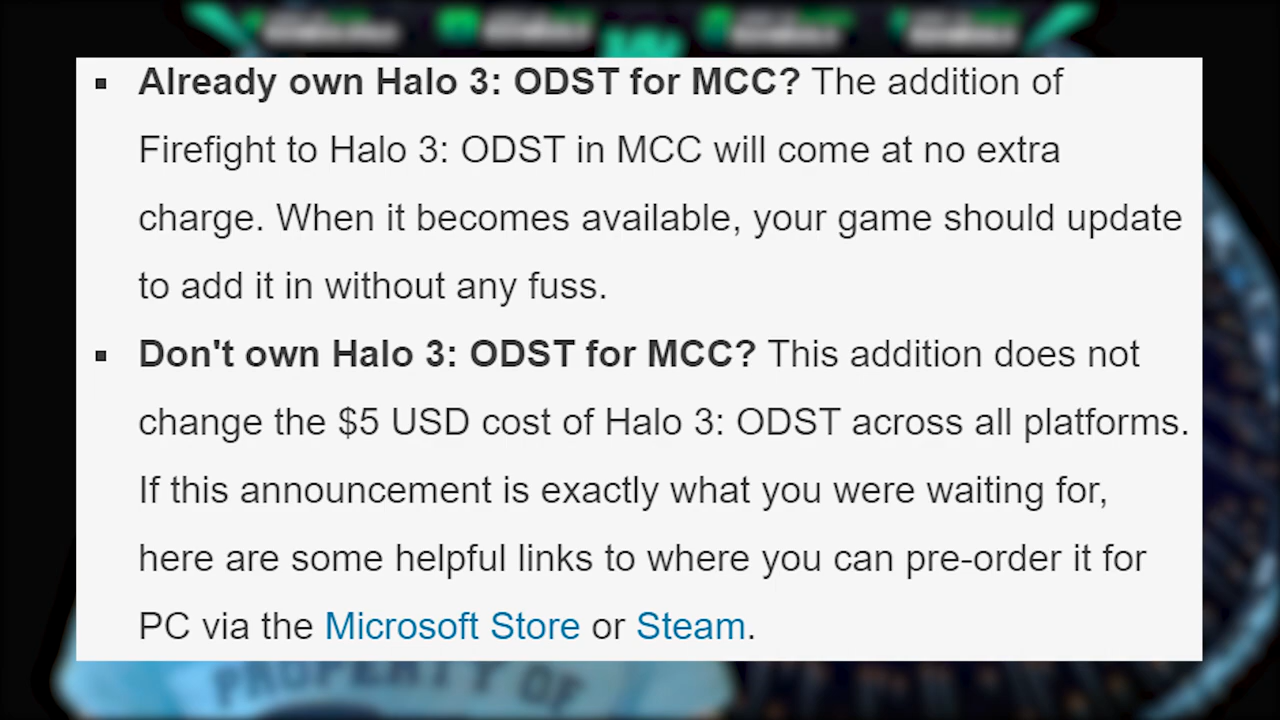 Already own Halo 3: ODST for MCC? The addition of
Firefight to Halo 3: ODST in MCC will come at no extra
charge. When it becomes available, your game should update
to add it in without any fuss.
Don't own Halo 3: ODST for MCC? This addition does not
change the $5 USD cost of Halo 3: ODST across all platforms.
If this announcement is exactly what you were waiting for,
here are some helpful links to where you can pre-order it for
PC via the Microsoft Store or Steam.
PROPERTY OF